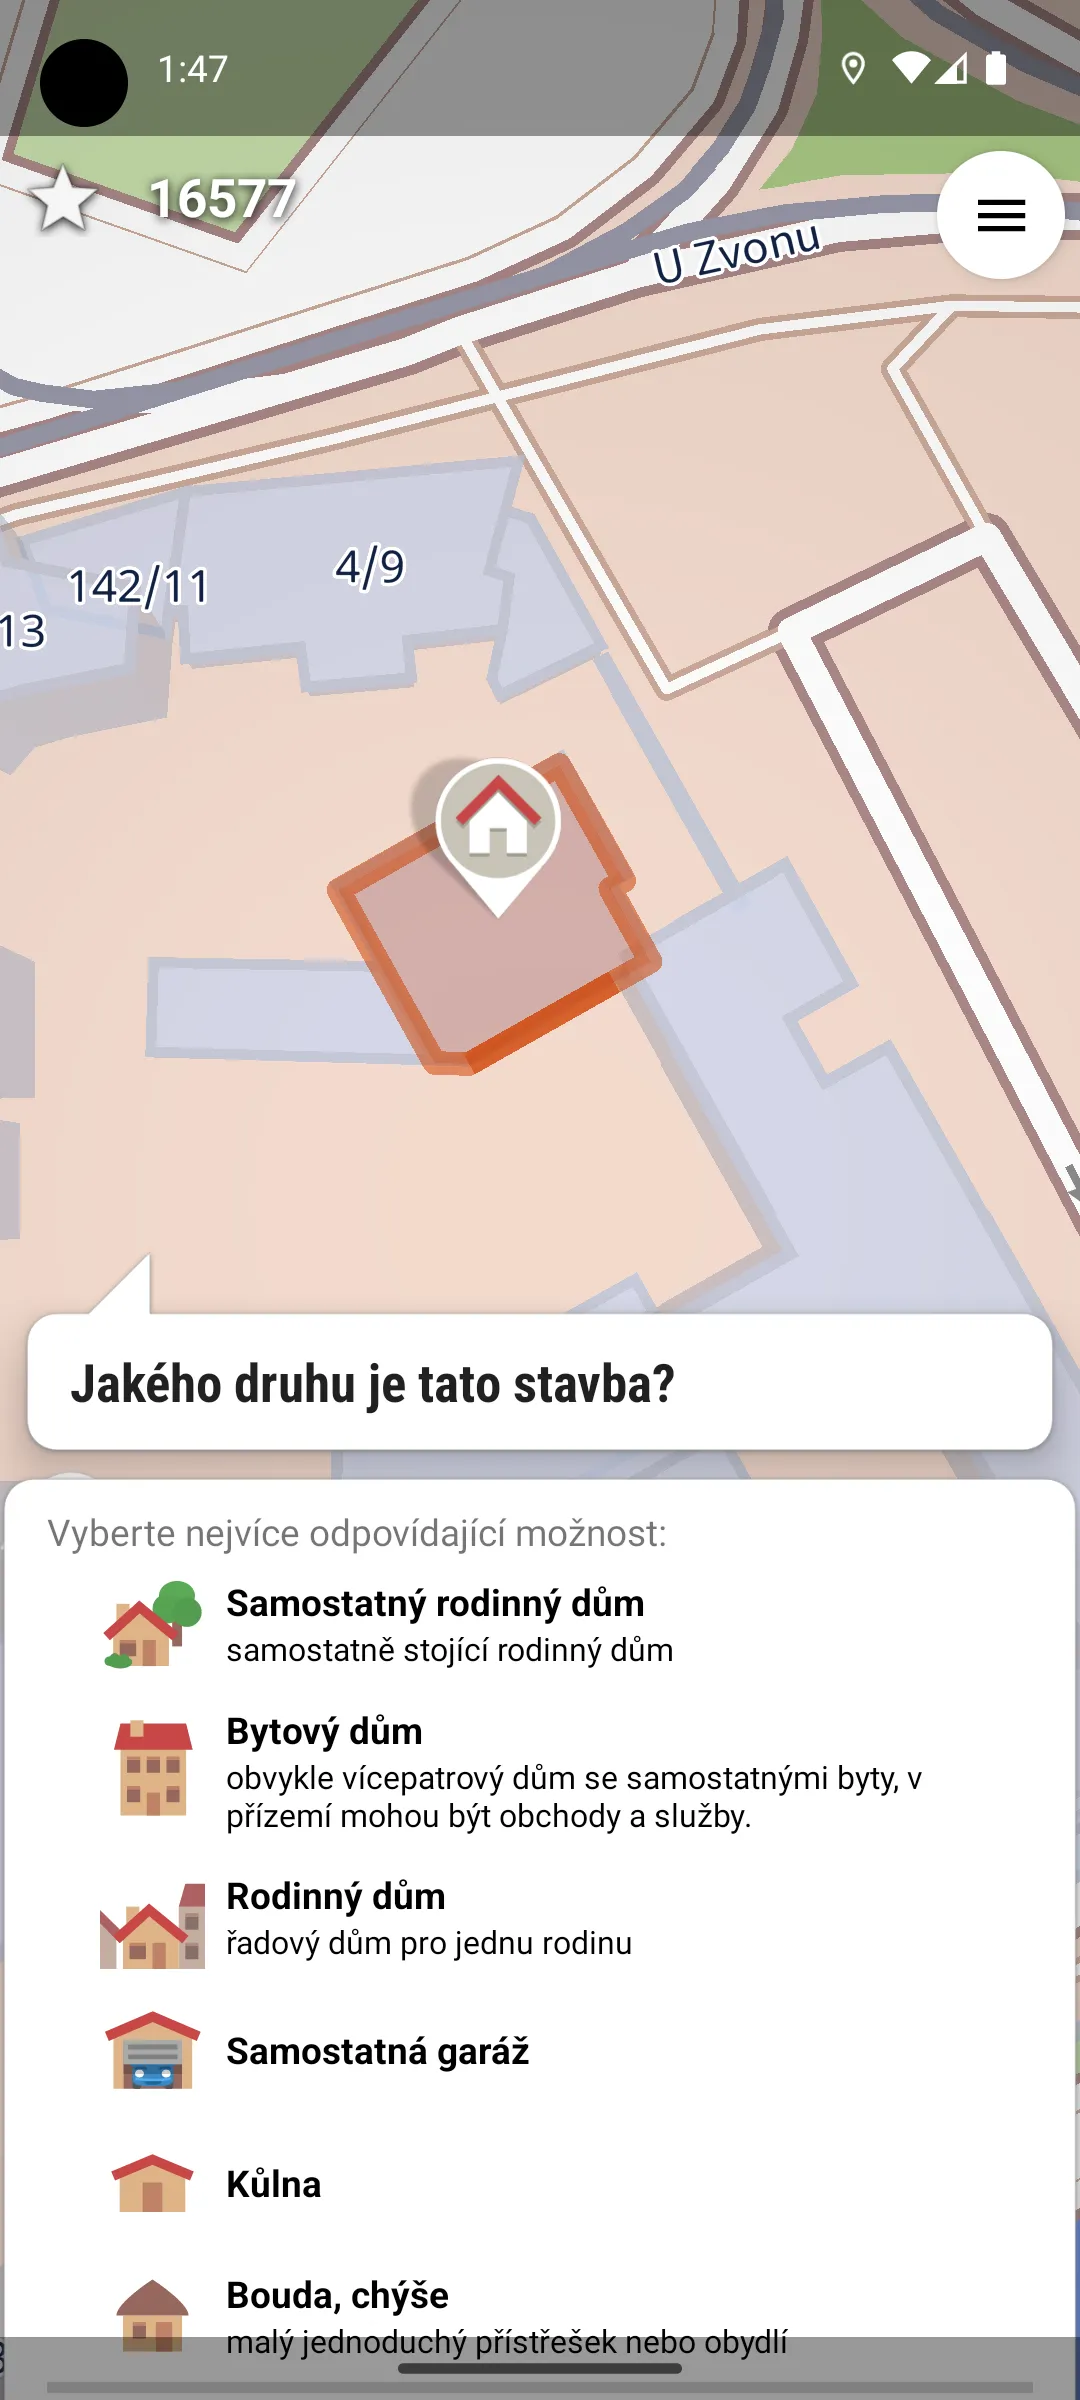 1:47
16577
U Zvonu
4/9
142/11
13
Jakého druhu je tato stavba?
Vyberte nejvíce odpovídající možnost:
Samostatný rodinný dům
samostatně stojící rodinný dům
Bytový dům
obvykle vícepatrový dům se samostatnými byty, v
přízemí mohou být obchody a služby.
Rodinný dům
řadový dům pro jednu rodinu
Samostatná garáž
Kůlna
Bouda, chýše
malý jednoduchý přístřešek nebo obydlí